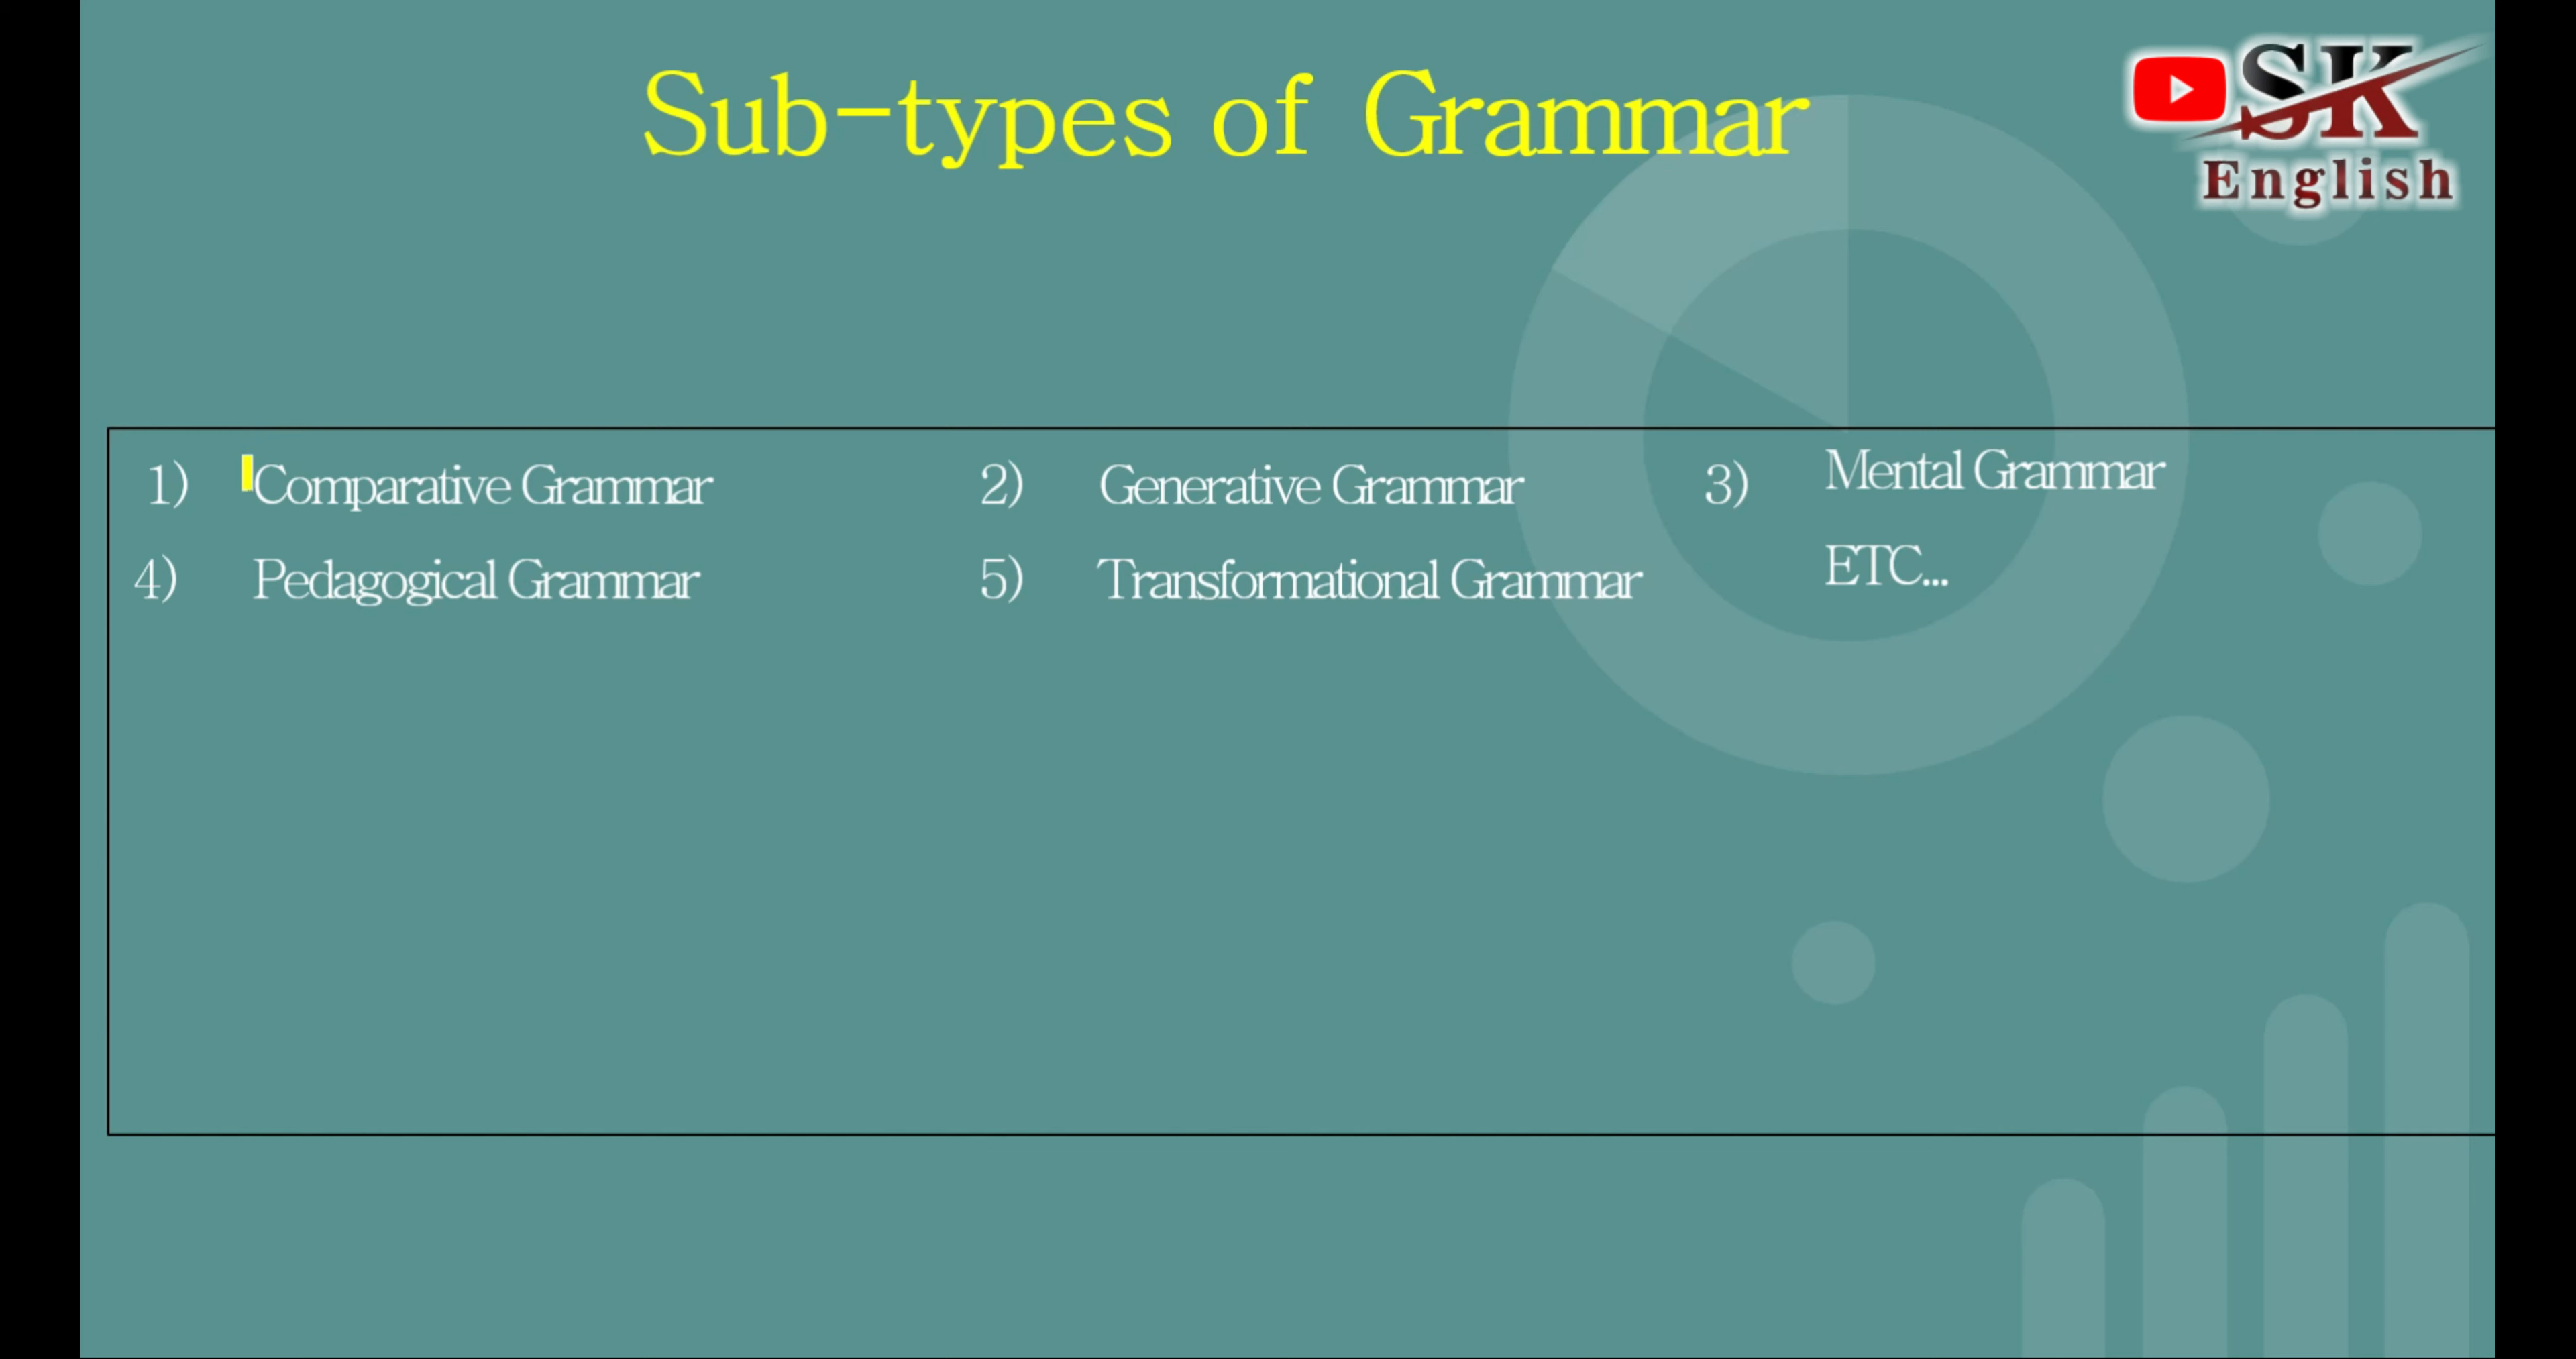 Sub-types of Grammar
SK
English
1) Comparative Grammar 2) Generative Grammar 3) Mental Grammar
4) Pedagogical Grammar 5) Transformational Grammar ETC...